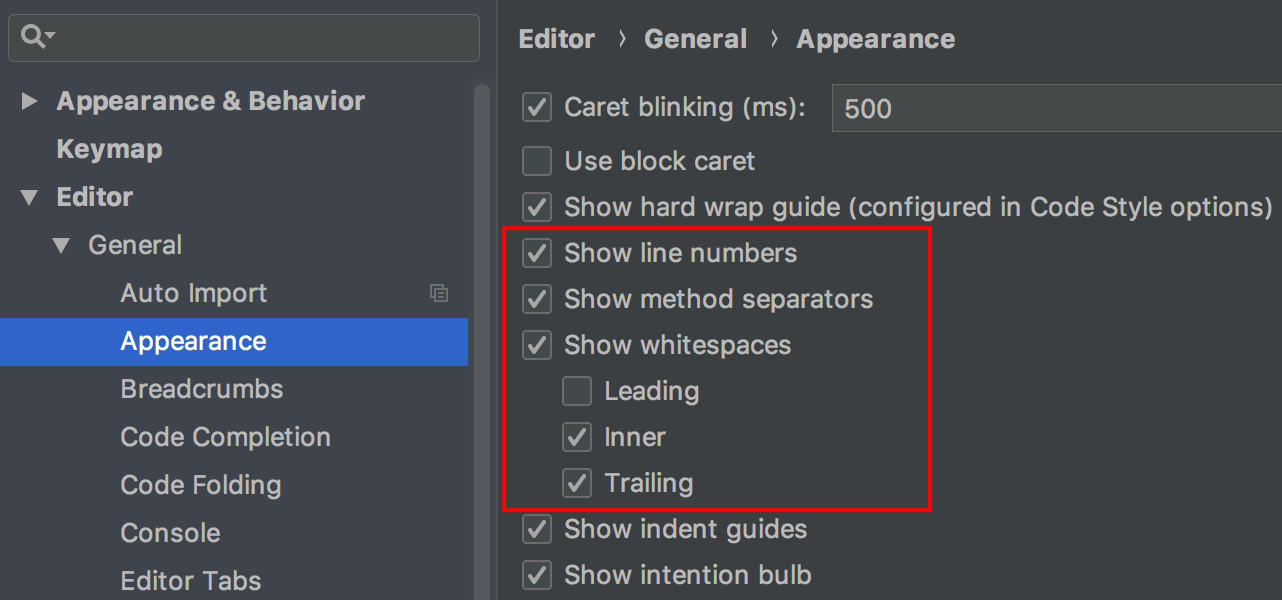 Appearance & Behavior
Keymap
Editor
General
Auto Import
Appearance
Breadcrumbs
Code Completion
Code Folding
Console
Editor Tabs
Editor › General › Appearance
Caret blinking (ms): 500
Use block caret
Show hard wrap guide (configured in Code Style options)
Show line numbers
Show method separators
Show whitespaces
Leading
Inner
Trailing
Show indent guides
Show intention bulb